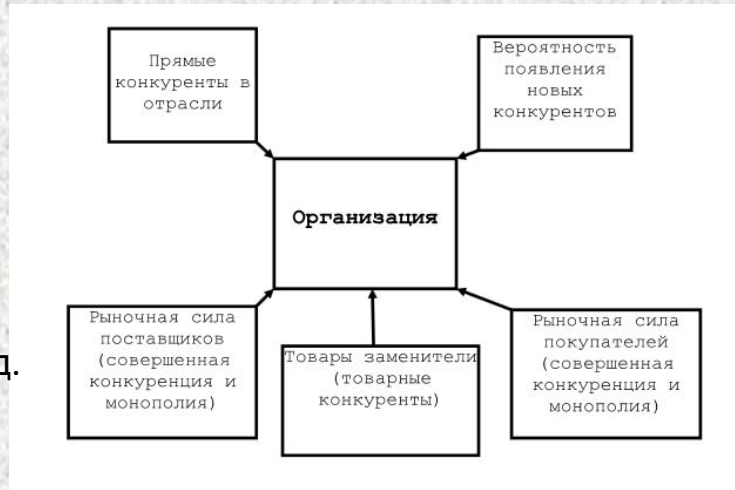 Прямые
конкуренты в
отрасли
Вероятность
появления
новых
конкурентов
Организация
Рыночная сила
поставщиков
(совершенная
конкуренция и
монополия)
Товары заменители
(товарные
конкуренты)
Рыночная сила
покупателей
(совершенная
конкуренция и
монополия)